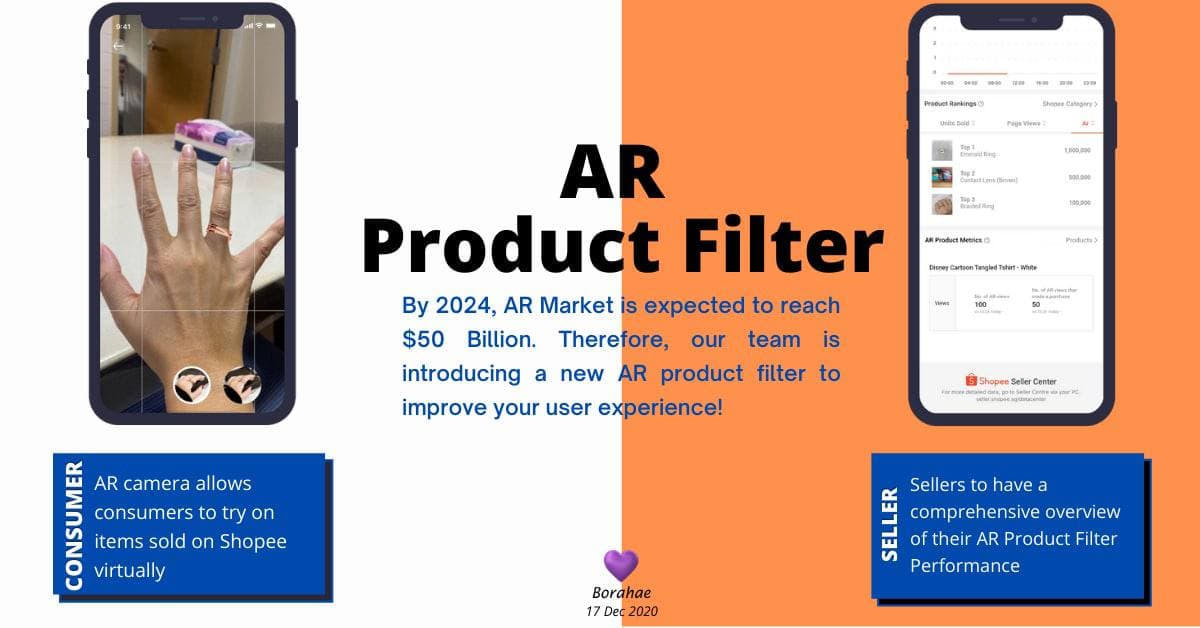 9:41
AR
Product Filter
By 2024, AR Market is expected to reach
$50 Billion. Therefore, our team is
introducing a new AR product filter to
improve your user experience!
CONSUMER
AR camera allows
consumers to try on
items sold on Shopee
virtually
Borahae
17 Dec 2020
2
1
0
00:00 04:00 08:00 12:00 16:00 20:00 23:59
Product Rankings
Shopee Category >
Units Sold
Page Views
Ar
Top 1
Emerald Ring
1,000,000
Top 2
Contact Lens (Brown)
500,000
Top 3
Braided Ring
100,000
AR Product Metrics
Products >
Disney Cartoon Tangled Tshirt - White
Views
No. of AR views
100
No. of AR views that
made a purchase
50
Shopee Seller Center
For more detailed data, go to Seller Centre via your PC.
seller.shopee.sg/datacenter
SELLER
Sellers to have a
comprehensive overview
of their AR Product Filter
Performance